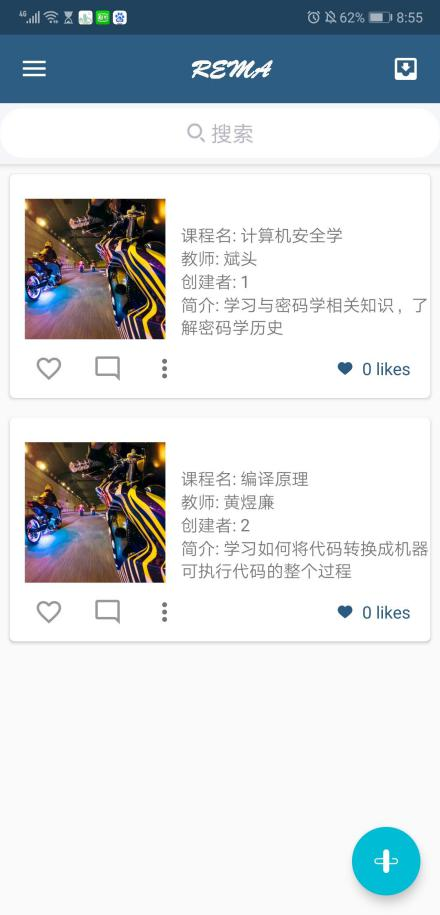 4G 62% 8:55
REMA
搜索
课程名: 计算机安全学
教师: 斌头
创建者: 1
简介: 学习与密码学相关知识，了
解密码学历史
0 likes
课程名: 编译原理
教师: 黄煜廉
创建者: 2
简介: 学习如何将代码转换成机器
可执行代码的整个过程
0 likes